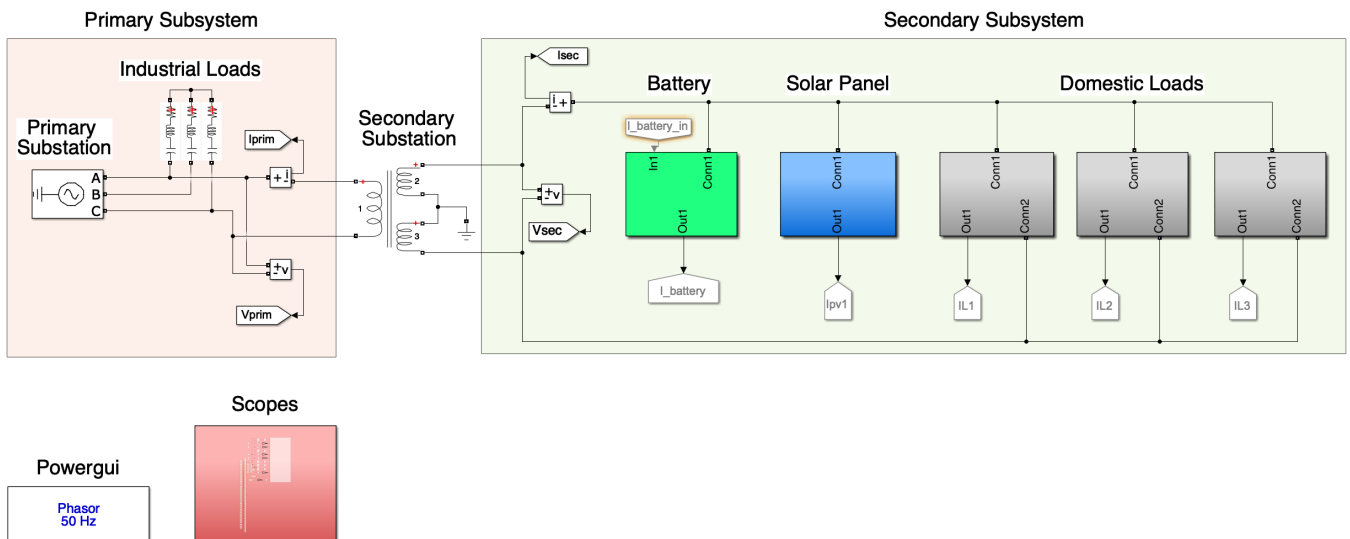 Primary Subsystem
Secondary Subsystem
Industrial Loads
Primary
Substation
A
B
C
Iprim
+ i
+v
-
Vprim
Secondary
Substation
+
1
+
2
+
3
Isec
i
- +
+v
-
Vsec
Battery
Solar Panel
Domestic Loads
I_battery_in
In1
Conn1
Out1
I_battery
Conn1
Out1
Ipv1
Conn1
Out1
Conn2
IL1
Conn1
Out1
Conn2
IL2
Conn1
Out1
Conn2
IL3
Scopes
Powergui
Phasor
50 Hz